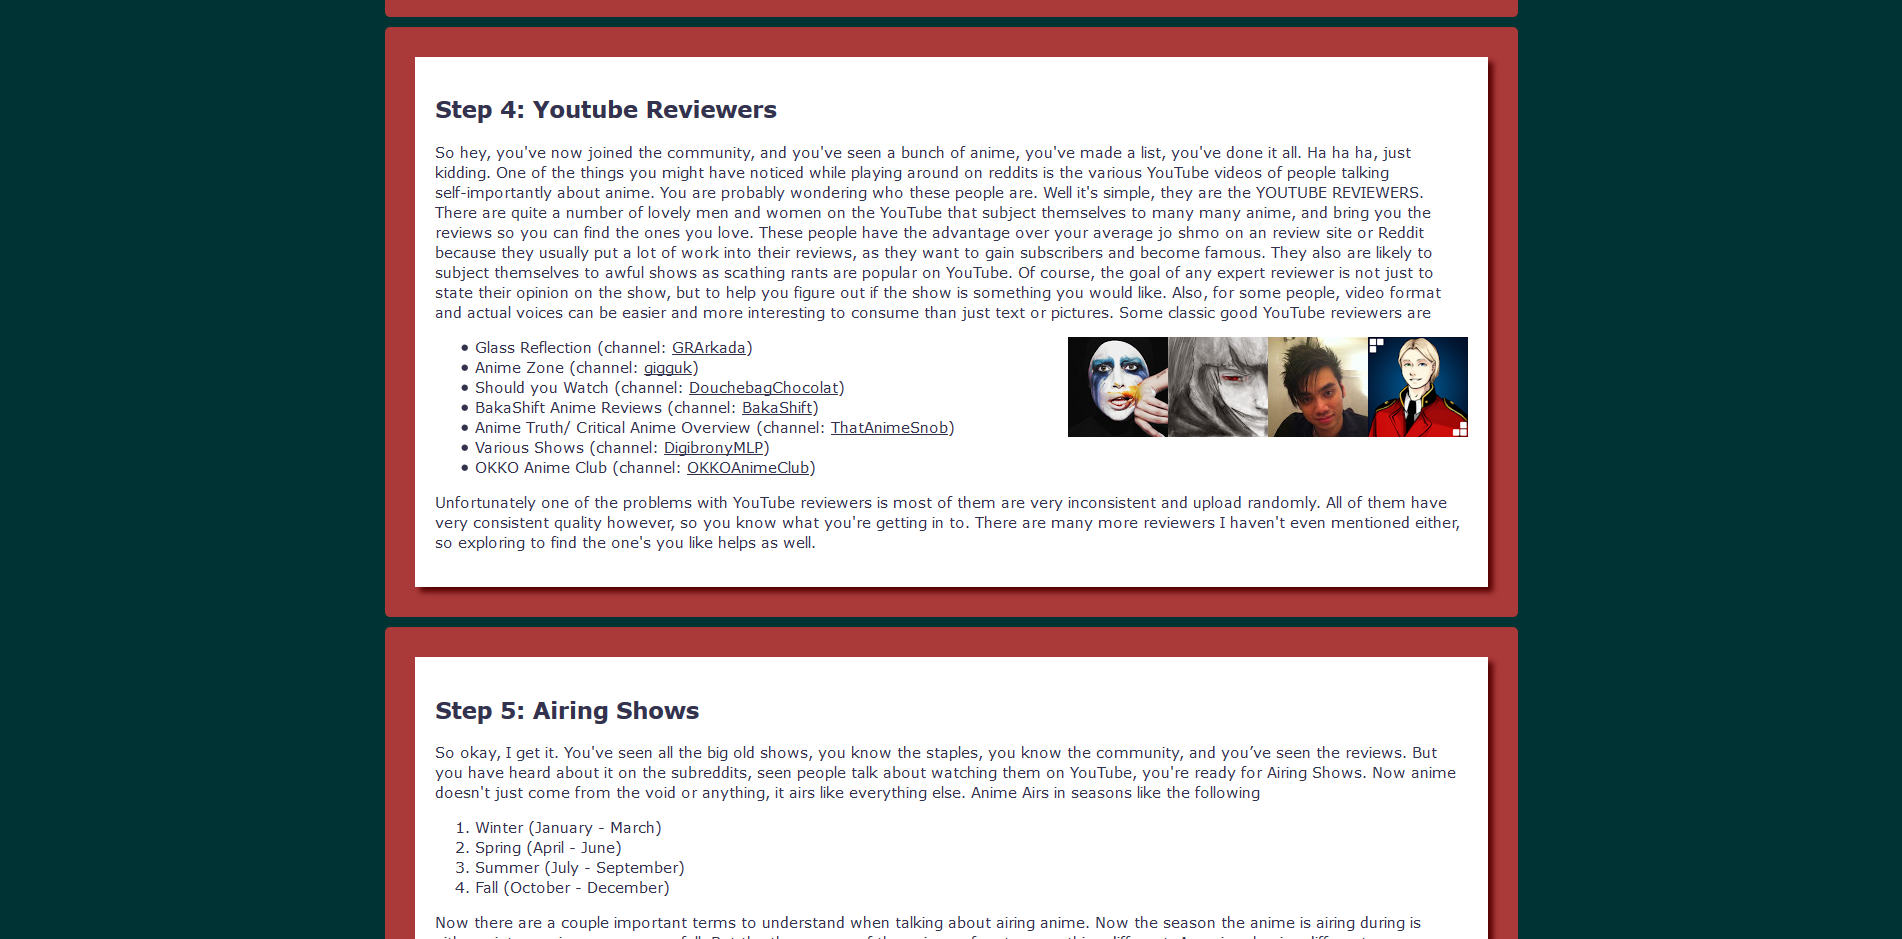 Step 4: Youtube Reviewers
So hey, you've now joined the community, and you've seen a bunch of anime, you've made a list, you've done it all. Ha ha ha, just
kidding. One of the things you might have noticed while playing around on reddits is the various YouTube videos of people talking
self-importantly about anime. You are probably wondering who these people are. Well it's simple, they are the YOUTUBE REVIEWERS.
There are quite a number of lovely men and women on the YouTube that subject themselves to many many anime, and bring you the
reviews so you can find the ones you love. These people have the advantage over your average jo shmo on an review site or Reddit
because they usually put a lot of work into their reviews, as they want to gain subscribers and become famous. They also are likely to
subject themselves to awful shows as scathing rants are popular on YouTube. Of course, the goal of any expert reviewer is not just to
state their opinion on the show, but to help you figure out if the show is something you would like. Also, for some people, video format
and actual voices can be easier and more interesting to consume than just text or pictures. Some classic good YouTube reviewers are
• Glass Reflection (channel: GRArkada)
• Anime Zone (channel: gigguk)
• Should you Watch (channel: DouchebagChocolat)
• BakaShift Anime Reviews (channel: BakaShift)
• Anime Truth/ Critical Anime Overview (channel: ThatAnimeSnob)
• Various Shows (channel: DigibronyMLP)
• OKKO Anime Club (channel: OKKOAnimeClub)
Unfortunately one of the problems with YouTube reviewers is most of them are very inconsistent and upload randomly. All of them have
very consistent quality however, so you know what you're getting in to. There are many more reviewers I haven't even mentioned either,
so exploring to find the one's you like helps as well.
Step 5: Airing Shows
So okay, I get it. You've seen all the big old shows, you know the staples, you know the community, and you’ve seen the reviews. But
you have heard about it on the subreddits, seen people talk about watching them on YouTube, you're ready for Airing Shows. Now anime
doesn't just come from the void or anything, it airs like everything else. Anime Airs in seasons like the following
1. Winter (January - March)
2. Spring (April - June)
3. Summer (July - September)
4. Fall (October - December)
Now there are a couple important terms to understand when talking about airing anime. Now the season the anime is airing during is